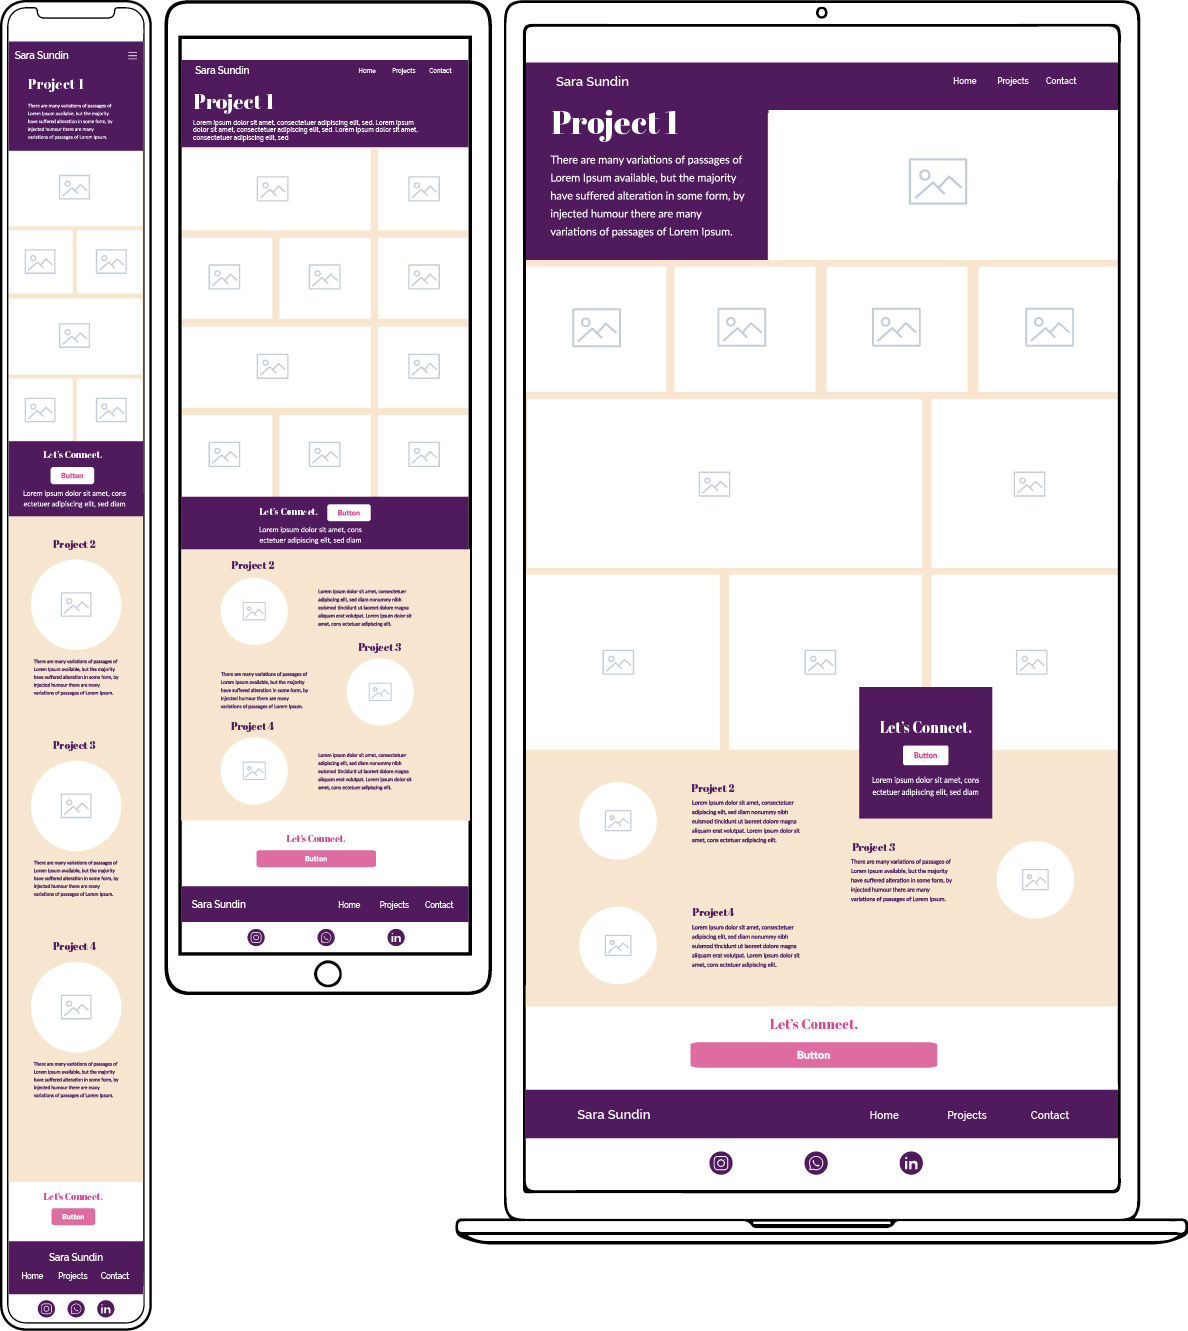 Sara Sundin
Project 1
There are many variations of passages of
Lorem Ipsum available, but the majority
have suffered alteration in some form, by
injected humour there are many
variations of passages of Lorem Ipsum.
Let's Connect.
Button
Lorem ipsum dolor sit amet, cons
ectetuer adipiscing elit, sed diam
Project 2
There are many variations of passages of
Lorem Ipsum available, but the majority
have suffered alteration in some form, by
injected humour there are many
variations of passages of Lorem Ipsum.
Project 3
There are many variations of passages of
Lorem Ipsum available, but the majority
have suffered alteration in some form, by
injected humour there are many
variations of passages of Lorem Ipsum.
Project 4
There are many variations of passages of
Lorem Ipsum available, but the majority
have suffered alteration in some form, by
injected humour there are many
variations of passages of Lorem Ipsum.
Let's Connect.
Button
Sara Sundin
Home Projects Contact
Sara Sundin Home Projects Contact
Project 1
Lorem ipsum dolor sit amet, consectetuer adipiscing elit, sed. Lorem ipsum
dolor sit amet, consectetuer adipiscing elit, sed. Lorem ipsum dolor sit amet,
consectetuer adipiscing elit, sed
Let's Connect. Button
Lorem ipsum dolor sit amet, cons
ectetuer adipiscing elit, sed diam
Project 2
Lorem ipsum dolor sit amet, consectetuer
adipiscing elit, sed diam nonummy nibh
euismod tincidunt ut laoreet dolore magna
aliquam erat volutpat. Lorem ipsum dolor sit
amet, cons ectetuer adipiscing elit.
Project 3
There are many variations of passages of
Lorem Ipsum available, but the majority
have suffered alteration in some form, by
injected humour there are many
variations of passages of Lorem Ipsum.
Project 4
Lorem ipsum dolor sit amet, consectetuer
adipiscing elit, sed diam nonummy nibh
euismod tincidunt ut laoreet dolore magna
aliquam erat volutpat. Lorem ipsum dolor sit
amet, cons ectetuer adipiscing elit.
Let's Connect.
Button
Sara Sundin Home Projects Contact
Sara Sundin Home Projects Contact
Project 1
There are many variations of passages of
Lorem Ipsum available, but the majority
have suffered alteration in some form, by
injected humour there are many
variations of passages of Lorem Ipsum.
Let's Connect.
Button
Lorem ipsum dolor sit amet, cons
ectetuer adipiscing elit, sed diam
Project 2
Lorem ipsum dolor sit amet, consectetuer
adipiscing elit, sed diam nonummy nibh
euismod tincidunt ut laoreet dolore magna
aliquam erat volutpat. Lorem ipsum dolor sit
amet, cons ectetuer adipiscing elit.
Project 3
There are many variations of passages of
Lorem Ipsum available, but the majority
have suffered alteration in some form, by
injected humour there are many
variations of passages of Lorem Ipsum.
Project4
Lorem ipsum dolor sit amet, consectetuer
adipiscing elit, sed diam nonummy nibh
euismod tincidunt ut laoreet dolore magna
aliquam erat volutpat. Lorem ipsum dolor sit
amet, cons ectetuer adipiscing elit.
Let's Connect.
Button
Sara Sundin Home Projects Contact